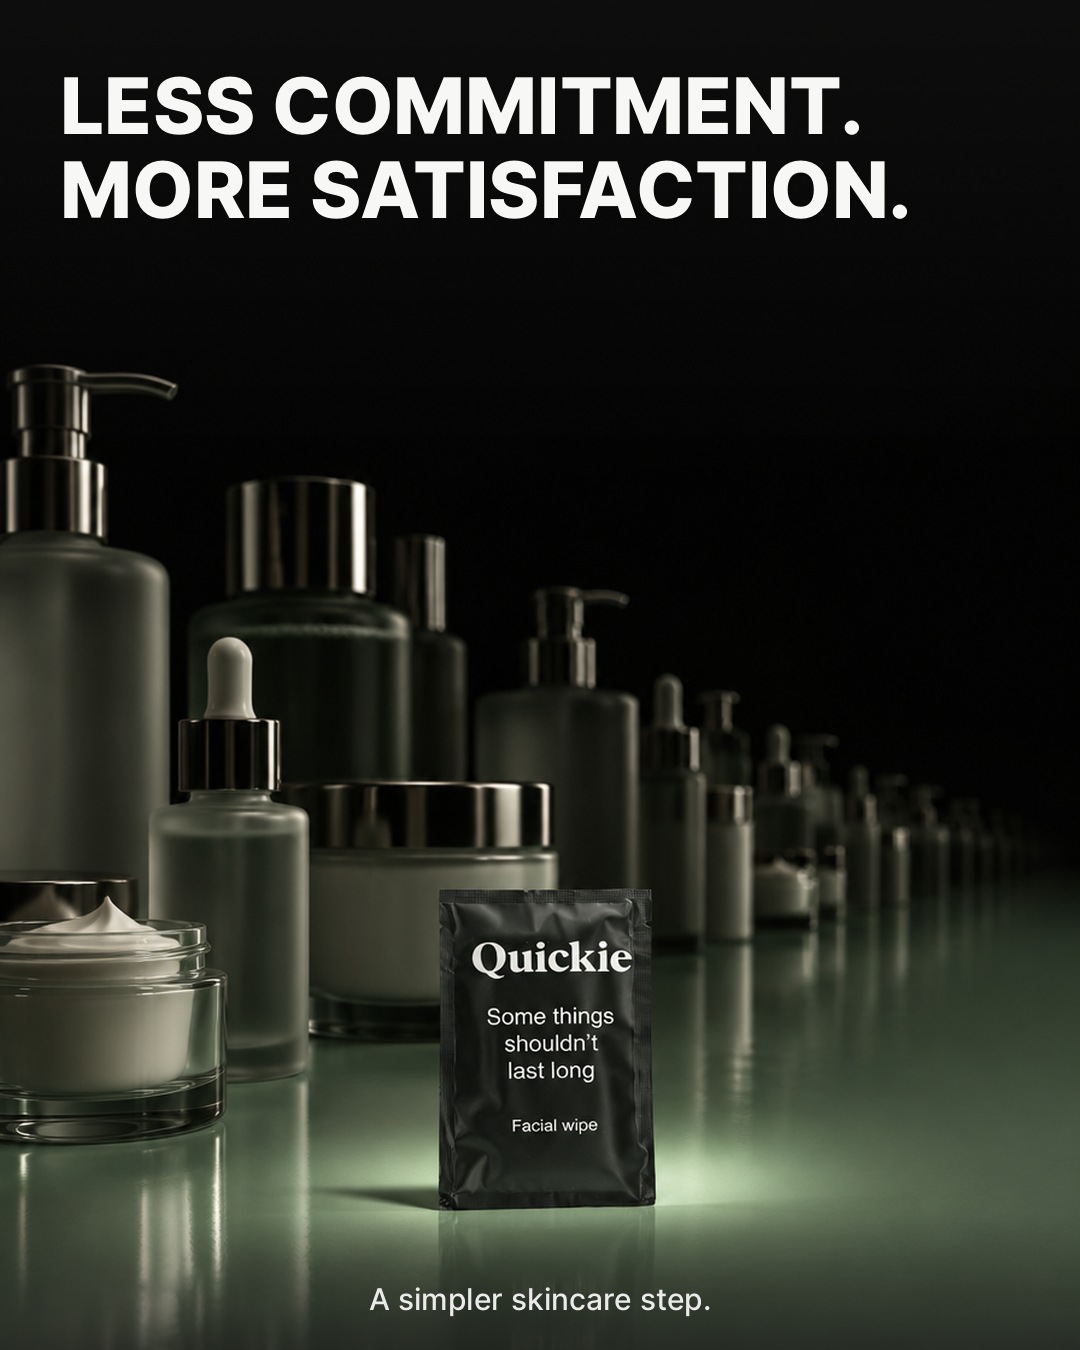 LESS COMMITMENT.
MORE SATISFACTION.
Quickie
Some things
shouldn’t
last long
Facial wipe
A simpler skincare step.